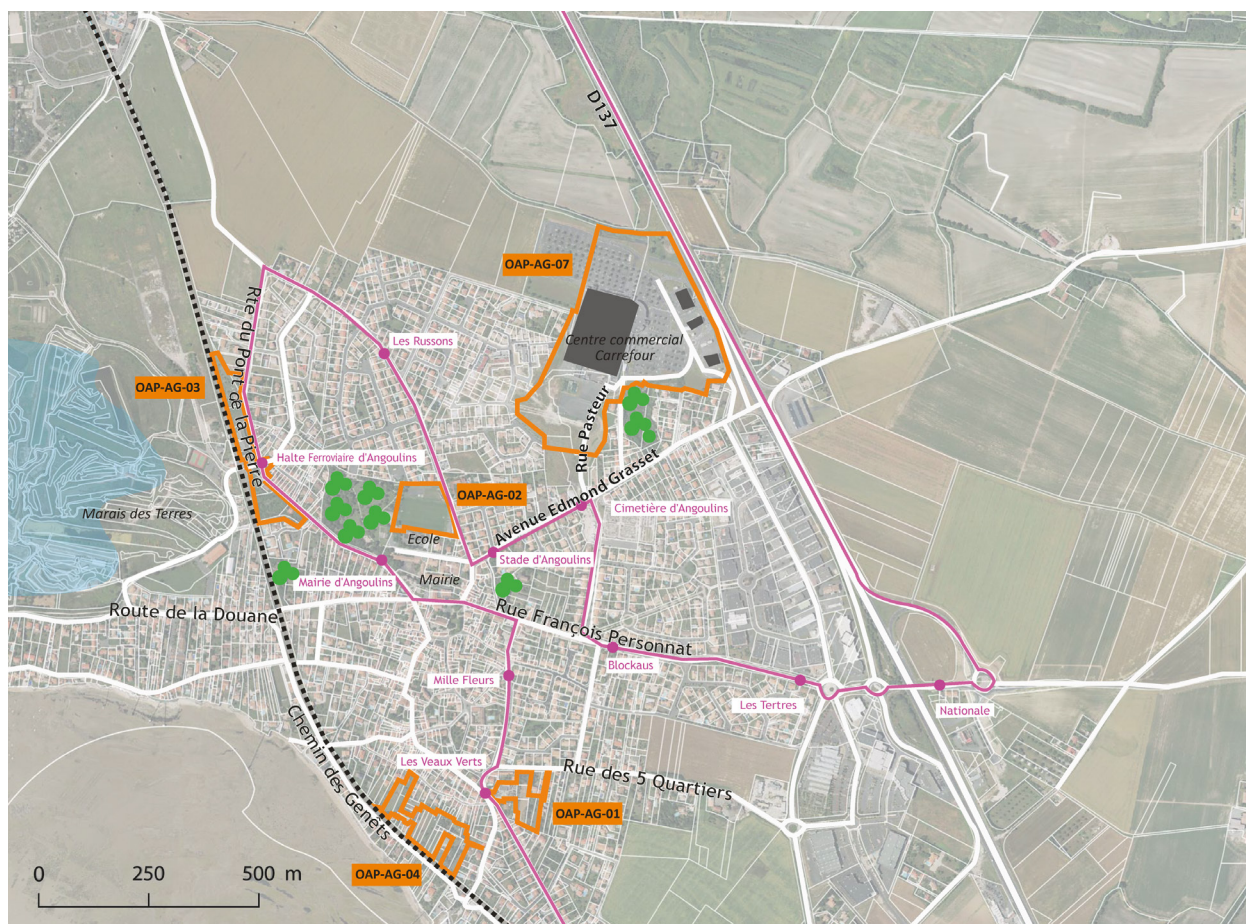 D137
OAP-AG-07
Centre commercial
Carrefour
Les Russons
Rte du Pont de la Pierre
OAP-AG-03
Rue Pasteur
Halte Ferroviaire d'Angoulins
OAP-AG-02
Avenue Edmond Grasset
Cimetière d'Angoulins
Marais des Terres
Ecole
Stade d'Angoulins
Mairie d'Angoulins
Mairie
Route de la Douane
Rue François Personnat
Blockaus
Mille Fleurs
Les Tertres
Nationale
Chemin des Genêts
Les Veaux Verts
Rue des 5 Quartiers
OAP-AG-01
OAP-AG-04
0 250 500 m